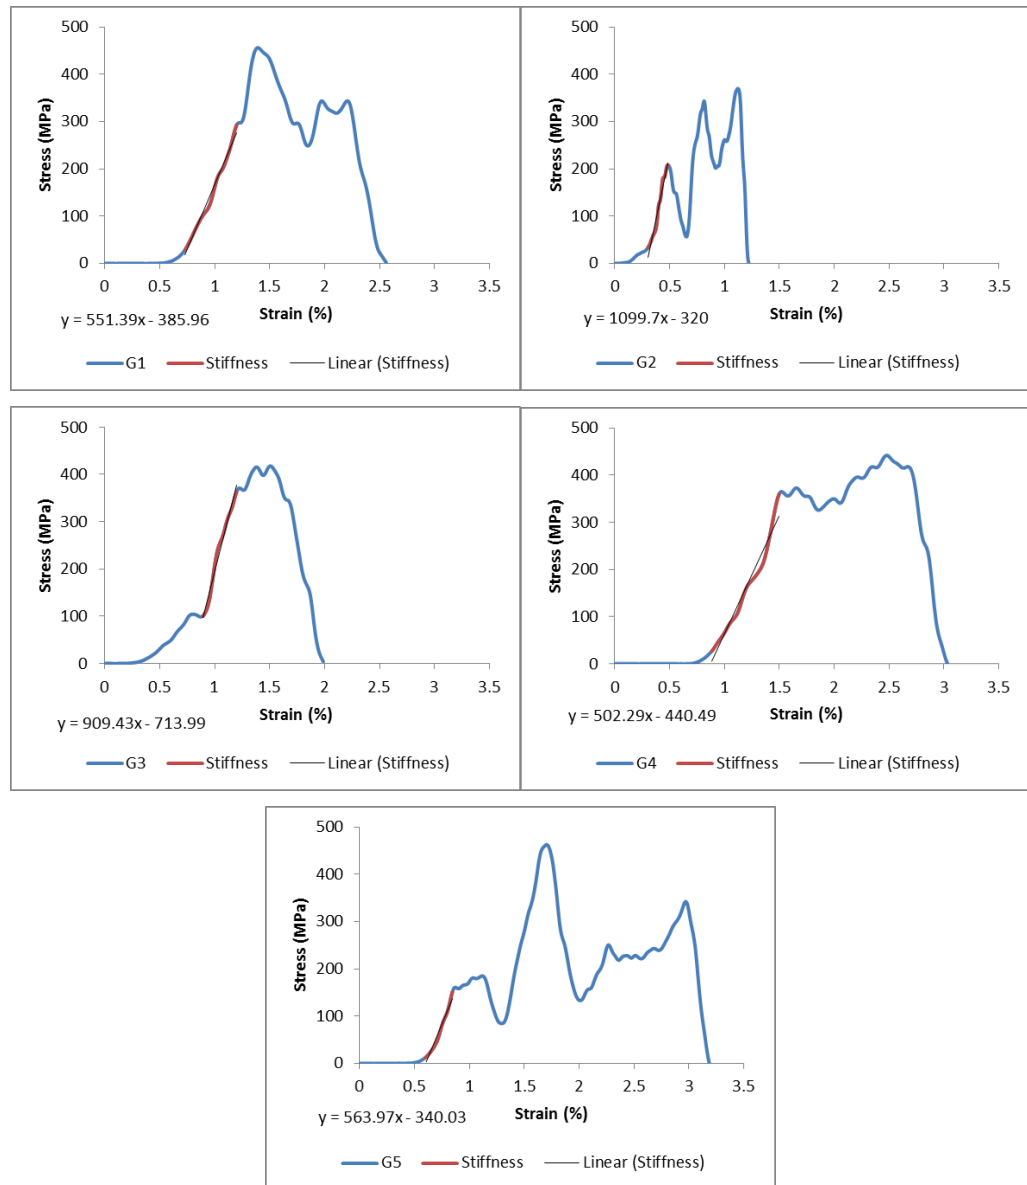 500
400
300
200
100
0
Stress (MPa)
0 0.5 1 1.5 2 2.5 3 3.5
Strain (%)
y = 551.39x - 385.96
G1 Stiffness Linear (Stiffness)
500
400
300
200
100
0
Stress (MPa)
0 0.5 1 1.5 2 2.5 3 3.5
Strain (%)
y = 1099.7x - 320
G2 Stiffness Linear (Stiffness)
500
400
300
200
100
0
Stress (MPa)
0 0.5 1 1.5 2 2.5 3 3.5
Strain (%)
y = 909.43x - 713.99
G3 Stiffness Linear (Stiffness)
500
400
300
200
100
0
Stress (MPa)
0 0.5 1 1.5 2 2.5 3 3.5
Strain (%)
y = 502.29x - 440.49
G4 Stiffness Linear (Stiffness)
500
400
300
200
100
0
Stress (MPa)
0 0.5 1 1.5 2 2.5 3 3.5
Strain (%)
y = 563.97x - 340.03
G5 Stiffness Linear (Stiffness)